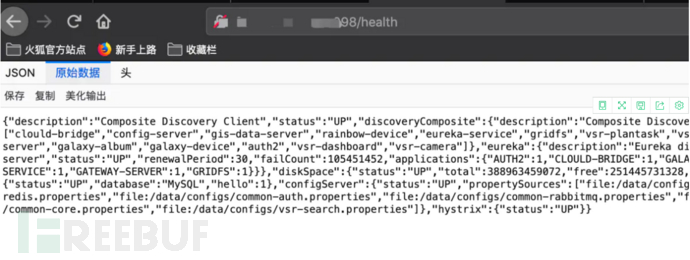 098/health
火狐官方站点 新手上路 收藏栏
JSON 原始数据 头
保存 复制 美化输出
{"description":"Composite Discovery Client","status":"UP","discoveryComposite":{"description":"Composite Discove
["clould-bridge","config-server","gis-data-server","rainbow-device","eureka-service","gridfs","vsr-plantask","vs
server","galaxy-album","galaxy-device","auth2","vsr-dashboard","vsr-camera"]},"eureka":{"description":"Eureka di
server","status":"UP","renewalPeriod":30,"failCount":105451452,"applications":{"AUTH2":1,"CLOULD-BRIDGE":1,"GALA
SERVICE":1,"GATEWAY-SERVER":1,"GRIDFS":1}}},"diskSpace":{"status":"UP","total":388963459072,"free":251445731328,
{"status":"UP","database":"MySQL","hello":1},"configServer":{"status":"UP","propertySources":["file:/data/config
redis.properties","file:/data/configs/common-auth.properties","file:/data/configs/common-rabbitmq.properties","f
/common-core.properties","file:/data/configs/vsr-search.properties"]},"hystrix":{"status":"UP"}}
FREEBUF